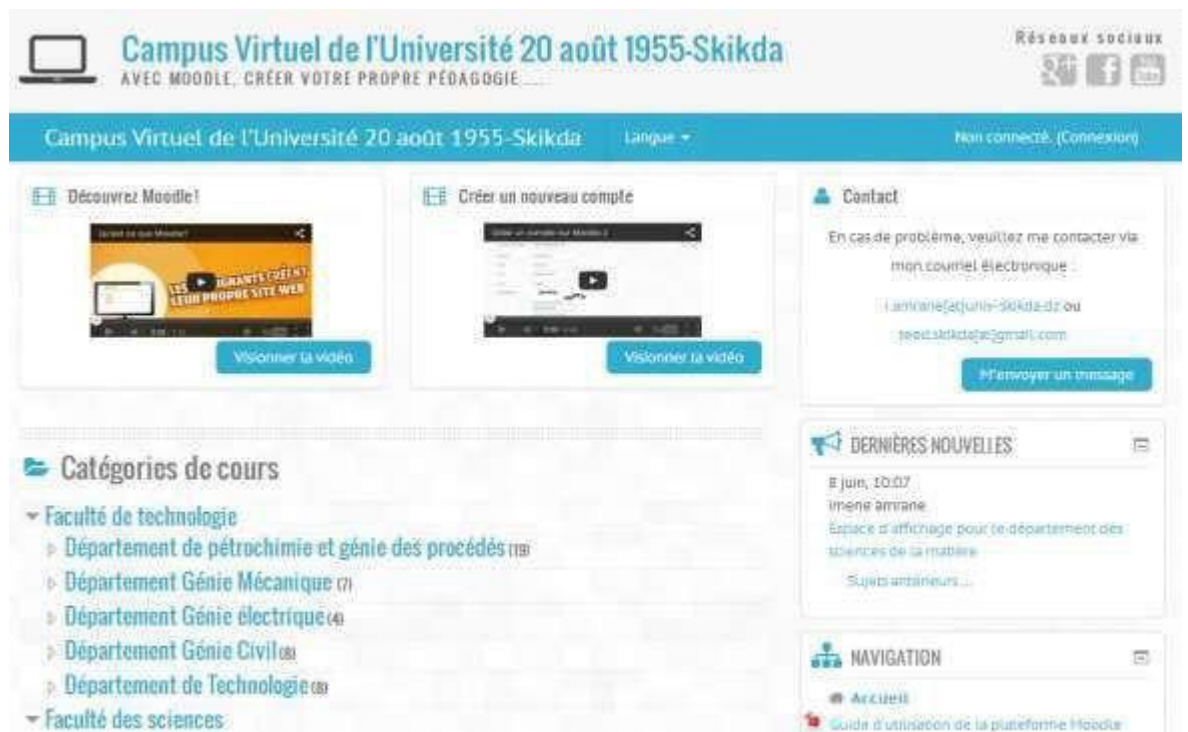 Campus Virtuel de l'Université 20 août 1955-Skikda
AVEC MOODLE, CRÉER VOTRE PROPRE PÉDAGOGIE ....
Réseaux sociaux
Campus Virtuel de l'Université 20 août 1955-Skikda
Langue
Non connecté. (Connexion)
Découvrez Moodle!
Visionner la vidéo
Créer un nouveau compte
Visionner la vidéo
Contact
En cas de problème, veuillez me contacter via
mon courriel électronique :
ou
M'envoyer un message
Catégories de cours
Faculté de technologie
Département de pétrochimie et génie des procédés (19)
Département Génie Mécanique (7)
Département Génie électrique (4)
Département Génie Civil (8)
Département de Technologie (8)
Faculté des sciences
DERNIÈRES NOUVELLES
8 juin, 10:07
imene amrane
Espace d'affichage pour le département des
sciences de la matière
Sujets antérieurs ...
NAVIGATION
Accueil
Guide d'utilisation de la plateforme Moodle